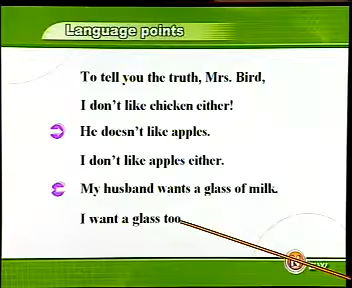 Language points
To tell you the truth, Mrs. Bird,
I don't like chicken either!
He doesn't like apples.
I don't like apples either.
My husband wants a glass of milk.
I want a glass too.